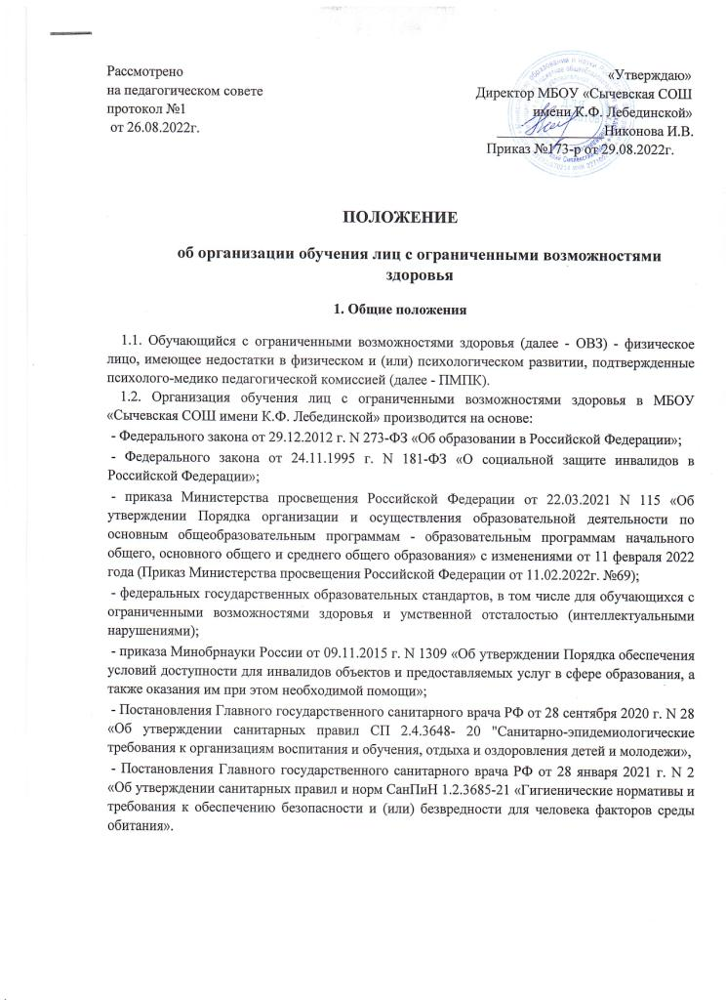 Рассмотрено
на педагогическом совете
протокол №1
от 26.08.2022г.
«Утверждаю»
Директор МБОУ «Сычевская СОШ
имени К.Ф. Лебединской»
Никонова И.В.
Приказ №173-р от 29.08.2022г.
ПОЛОЖЕНИЕ
об организации обучения лиц с ограниченными возможностями
здоровья
1. Общие положения
1.1. Обучающийся с ограниченными возможностями здоровья (далее - ОВЗ) - физическое
лицо, имеющее недостатки в физическом и (или) психологическом развитии, подтвержденные
психолого-медико педагогической комиссией (далее - ПМПК).
1.2. Организация обучения лиц с ограниченными возможностями здоровья в МБОУ
«Сычевская СОШ имени К.Ф. Лебединской» производится на основе:
- Федерального закона от 29.12.2012 г. N 273-ФЗ «Об образовании в Российской Федерации»;
- Федерального закона от 24.11.1995 г. N 181-ФЗ «О социальной защите инвалидов в
Российской Федерации»;
- приказа Министерства просвещения Российской Федерации от 22.03.2021 N 115 «Об
утверждении Порядка организации и осуществления образовательной деятельности по
основным общеобразовательным программам - образовательным программам начального
общего, основного общего и среднего общего образования» с изменениями от 11 февраля 2022
года (Приказ Министерства просвещения Российской Федерации от 11.02.2022г. №69);
- федеральных государственных образовательных стандартов, в том числе для обучающихся с
ограниченными возможностями здоровья и умственной отсталостью (интеллектуальными
нарушениями);
- приказа Минобрнауки России от 09.11.2015 г. N 1309 «Об утверждении Порядка обеспечения
условий доступности для инвалидов объектов и предоставляемых услуг в сфере образования, а
также оказания им при этом необходимой помощи»;
- Постановления Главного государственного санитарного врача РФ от 28 сентября 2020 г. N 28
«Об утверждении санитарных правил СП 2.4.3648- 20 "Санитарно-эпидемиологические
требования к организациям воспитания и обучения, отдыха и оздоровления детей и молодежи»,
- Постановления Главного государственного санитарного врача РФ от 28 января 2021 г. N 2
«Об утверждении санитарных правил и норм СанПиН 1.2.3685-21 «Гигиенические нормативы и
требования к обеспечению безопасности и (или) безвредности для человека факторов среды
обитания».